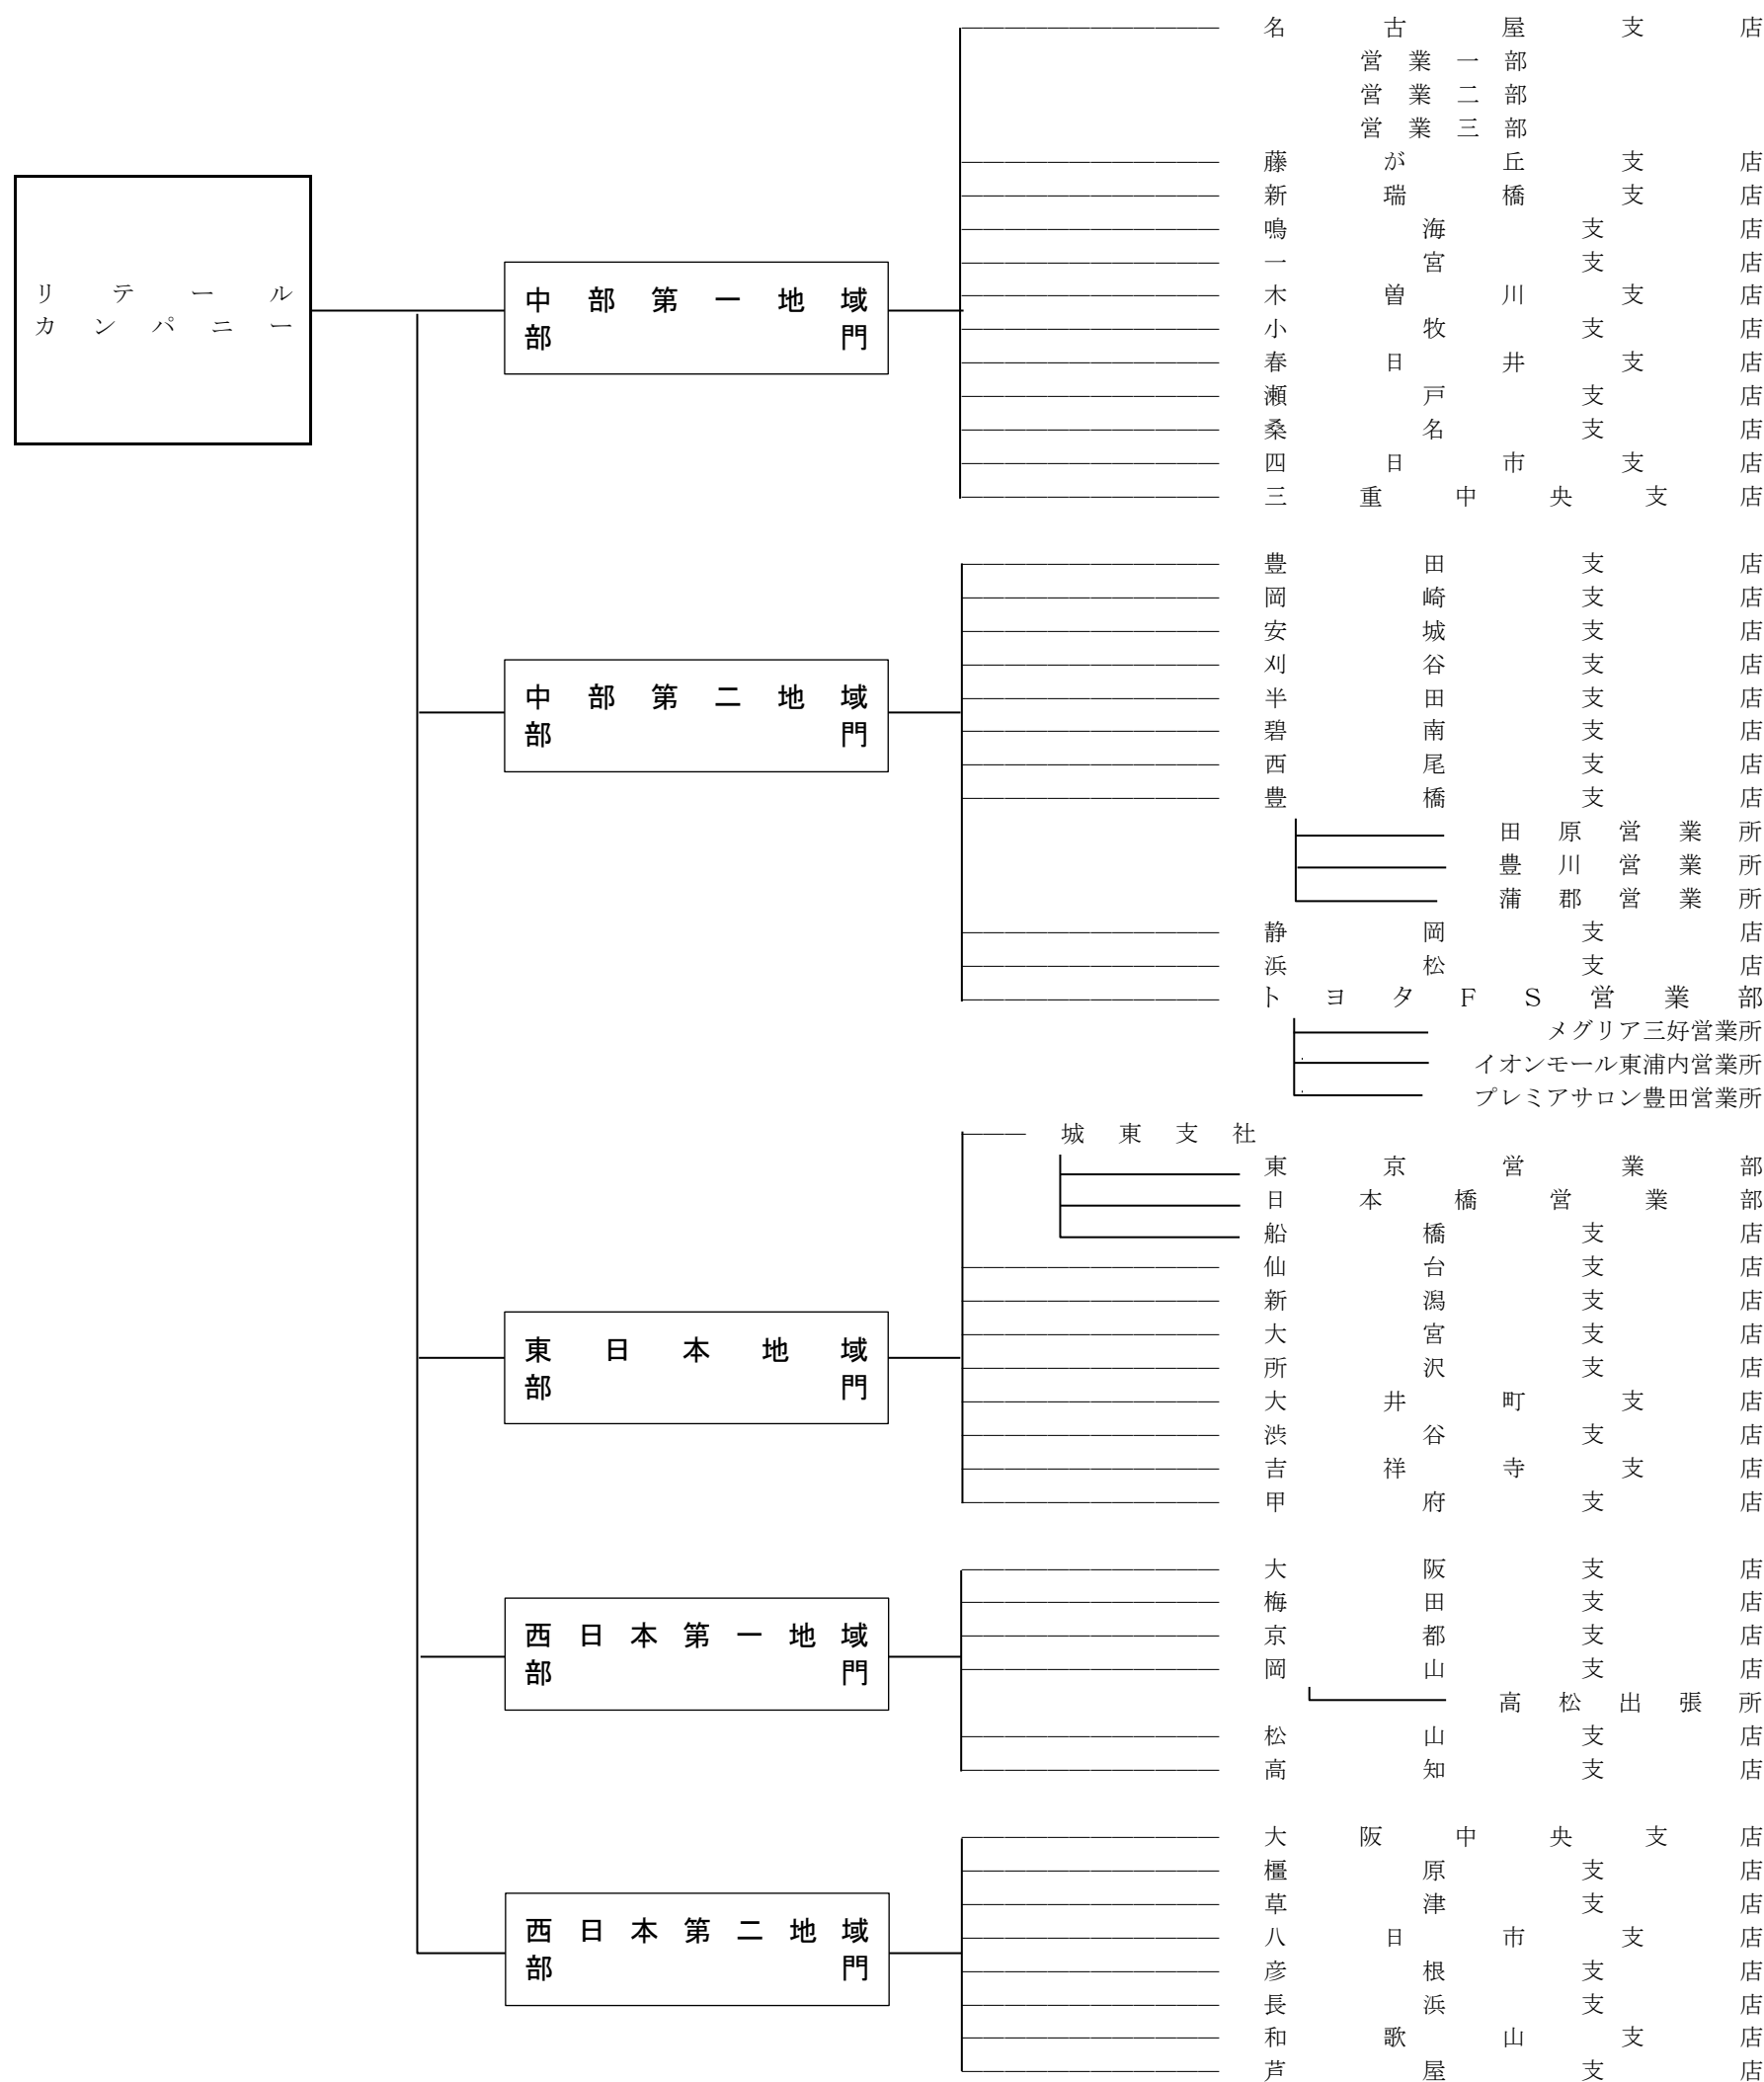 リテール
カンパニー
中部第一地域
部門
名古屋支店
営業一部
営業二部
営業三部
藤が丘支店
新瑞橋支店
鳴海支店
一宮支店
木曽川支店
小牧支店
春日井支店
瀬戸支店
桑名支店
四日市支店
三重中央支店
中部第二地域
部門
豊田支店
岡崎支店
安城支店
刈谷支店
半田支店
碧南支店
西尾支店
豊橋支店
田原営業所
豊川営業所
蒲郡営業所
静岡支店
浜松支店
トヨタFS営業部
メグリア三好営業所
イオンモール東浦内営業所
プレミアサロン豊田営業所
東日本地域
部門
城東支社
東京営業部
日本橋営業部
船橋支店
仙台支店
新潟支店
大宮支店
所沢支店
大井町支店
渋谷支店
吉祥寺支店
甲府支店
西日本第一地域
部門
大阪支店
梅田支店
京都支店
岡山支店
高松出張所
松山支店
高知支店
西日本第二地域
部門
大阪中央支店
橿原支店
草津支店
八日市支店
彦根支店
長浜支店
和歌山支店
芦屋支店